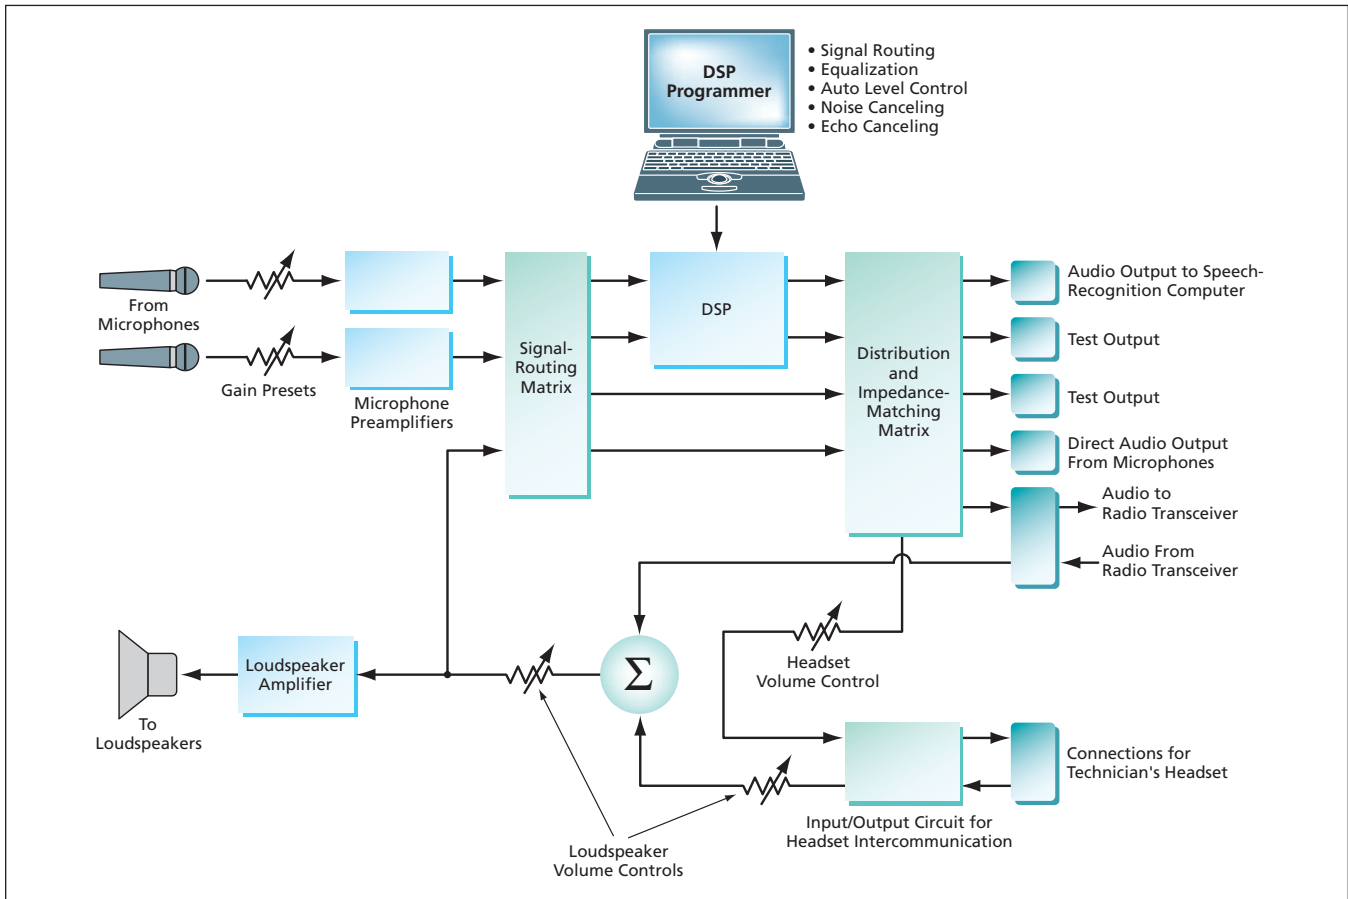 DSP
Programmer
• Signal Routing
• Equalization
• Auto Level Control
• Noise Canceling
• Echo Canceling
From
Microphones
Gain Presets
Microphone
Preamplifiers
Signal-
Routing
Matrix
DSP
Distribution
and
Impedance-
Matching
Matrix
Audio Output to Speech-
Recognition Computer
Test Output
Test Output
Direct Audio Output
From Microphones
Audio to
Radio Transceiver
Audio From
Radio Transceiver
Headset
Volume Control
Σ
Loudspeaker
Amplifier
To
Loudspeakers
Connections for
Technician's Headset
Input/Output Circuit for
Headset Intercommunication
Loudspeaker
Volume Controls